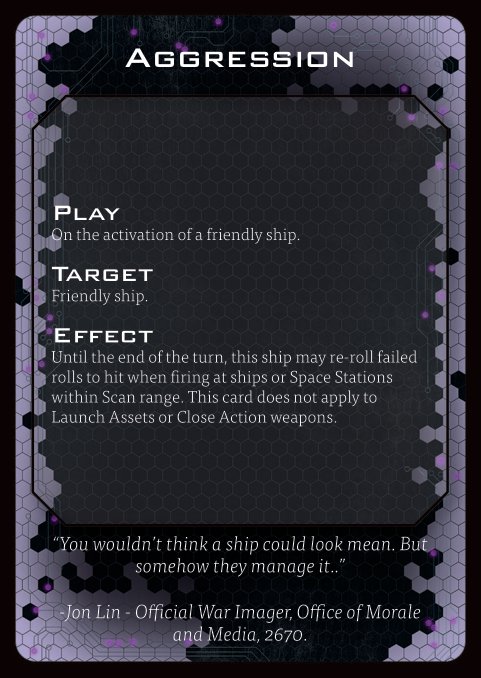 Aggression
Play
On the activation of a friendly ship.
Target
Friendly ship.
Effect
Until the end of the turn, this ship may re-roll failed
rolls to hit when firing at ships or Space Stations
within Scan range. This card does not apply to
Launch Assets or Close Action weapons.
“You wouldn’t think a ship could look mean. But
somehow they manage it..”
-Jon Lin - Official War Imager, Office of Morale
and Media, 2670.